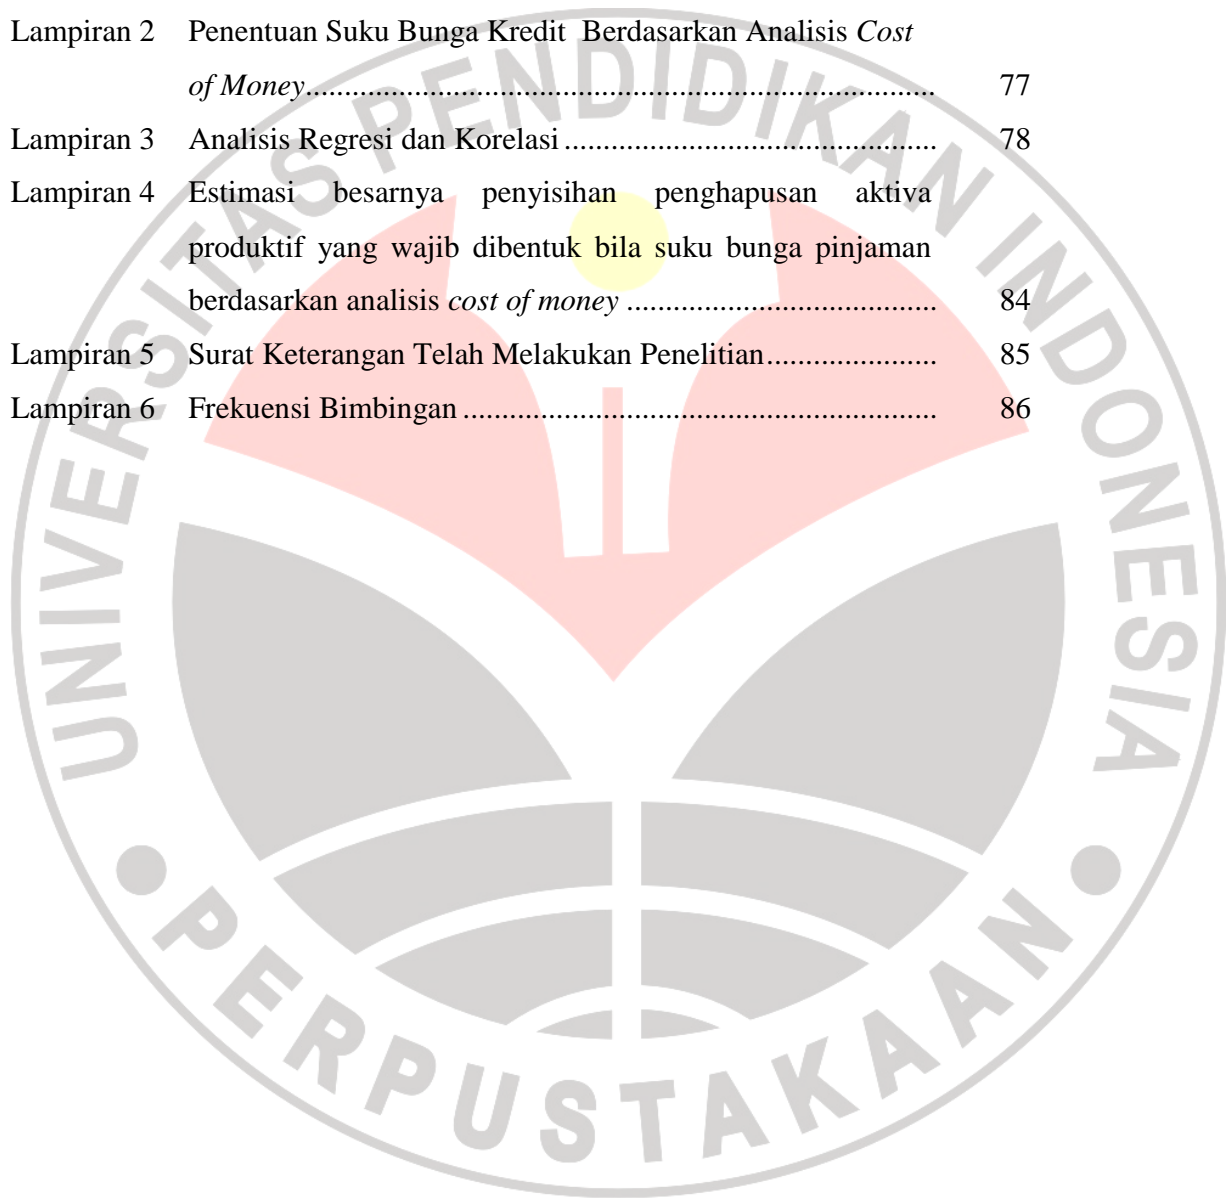 Lampiran 2 Penentuan Suku Bunga Kredit Berdasarkan Analisis Cost
of Money................................................................................ 77
Lampiran 3 Analisis Regresi dan Korelasi................................................ 78
Lampiran 4 Estimasi besarnya penyisihan penghapusan aktiva
produktif yang wajib dibentuk bila suku bunga pinjaman
berdasarkan analisis cost of money ........................................ 84
Lampiran 5 Surat Keterangan Telah Melakukan Penelitian...................... 85
Lampiran 6 Frekuensi Bimbingan ............................................................. 86
UNIVERSITAS PENDIDIKAN INDONESIA
PERPUSTAKAAN